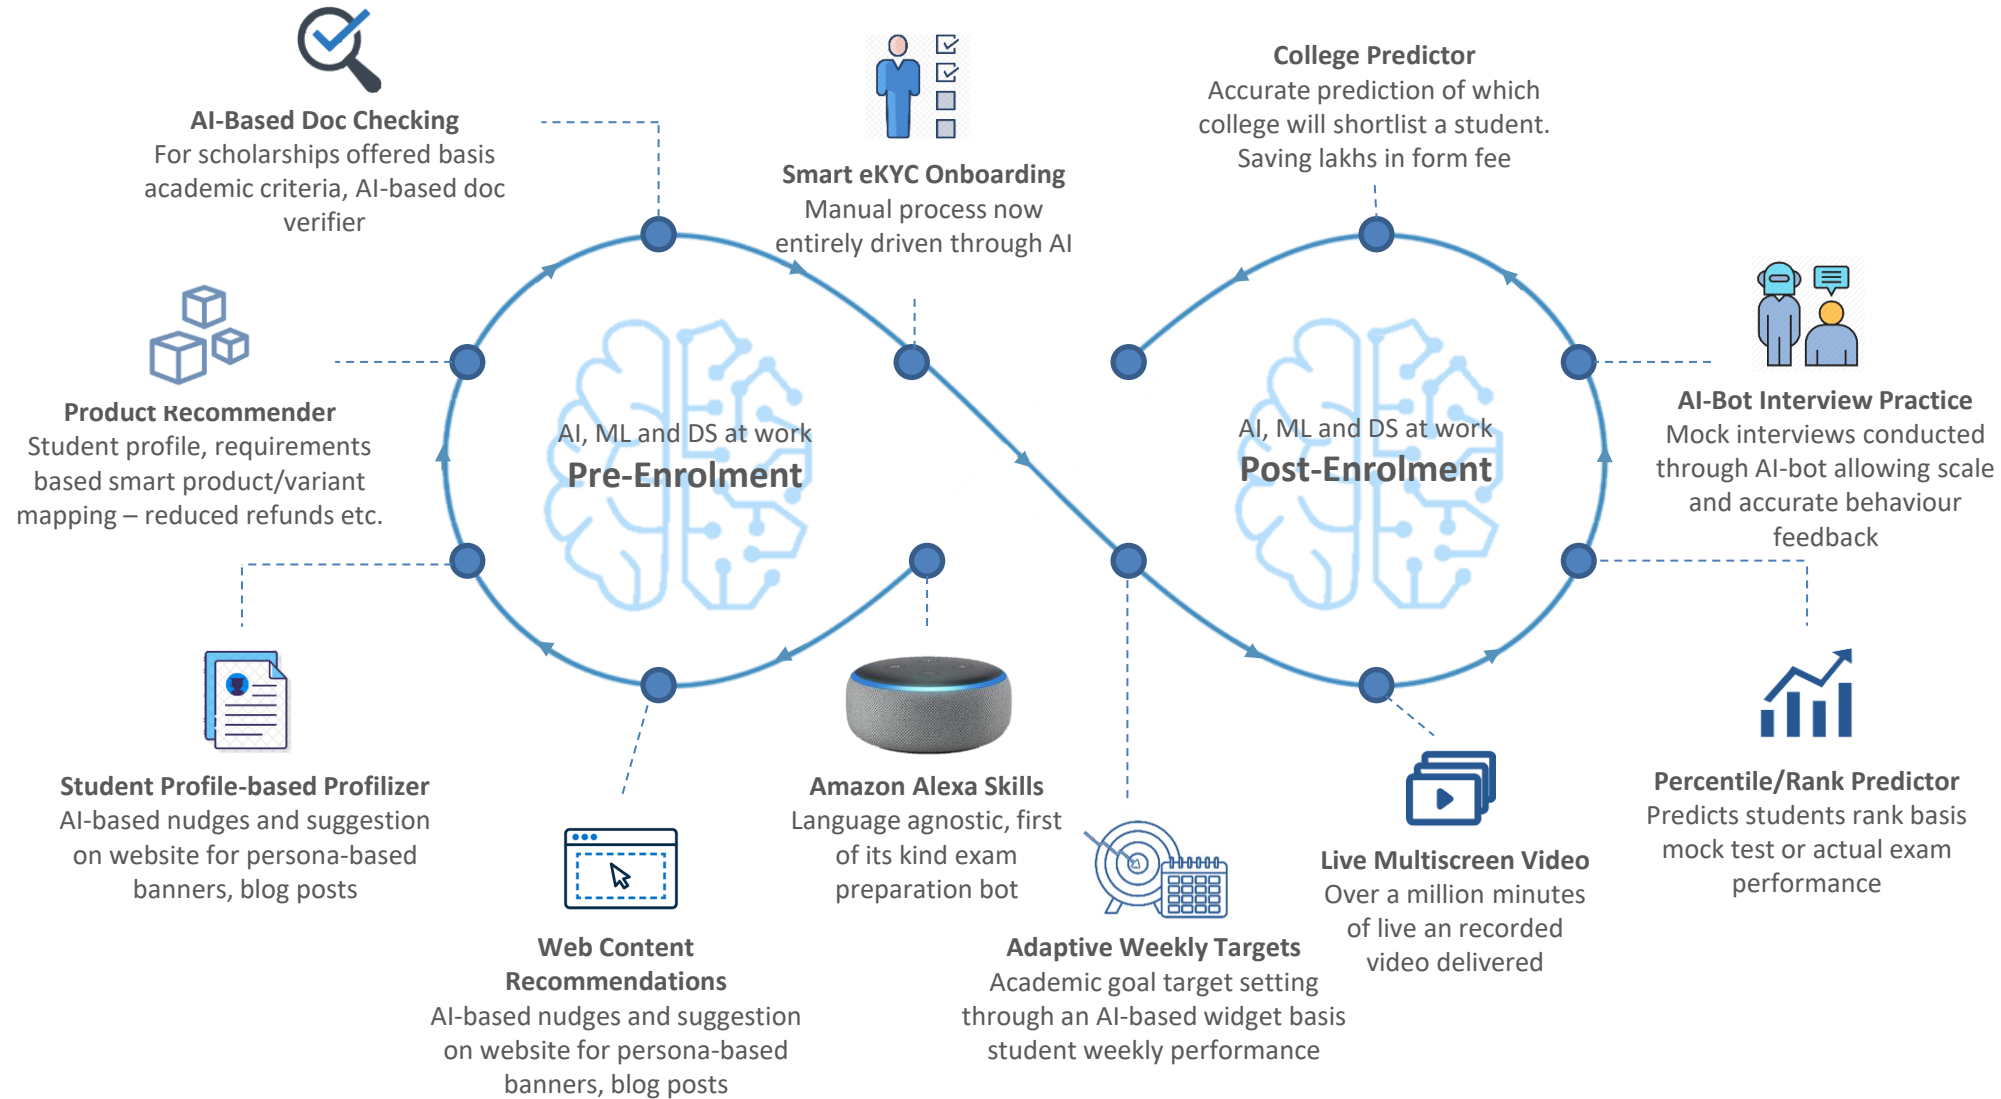 AI-Based Doc Checking
For scholarships offered basis
academic criteria, AI-based doc
verifier
Smart eKYC Onboarding
Manual process now
entirely driven through AI
College Predictor
Accurate prediction of which
college will shortlist a student.
Saving lakhs in form fee
Product Recommender
Student profile, requirements
based smart product/variant
mapping – reduced refunds etc.
AI, ML and DS at work
Pre-Enrolment
AI, ML and DS at work
Post-Enrolment
AI-Bot Interview Practice
Mock interviews conducted
through AI-bot allowing scale
and accurate behaviour
feedback
Student Profile-based Profilizer
AI-based nudges and suggestion
on website for persona-based
banners, blog posts
Web Content
Recommendations
AI-based nudges and suggestion
on website for persona-based
banners, blog posts
Amazon Alexa Skills
Language agnostic, first
of its kind exam
preparation bot
Adaptive Weekly Targets
Academic goal target setting
through an AI-based widget basis
student weekly performance
Live Multiscreen Video
Over a million minutes
of live an recorded
video delivered
Percentile/Rank Predictor
Predicts students rank basis
mock test or actual exam
performance